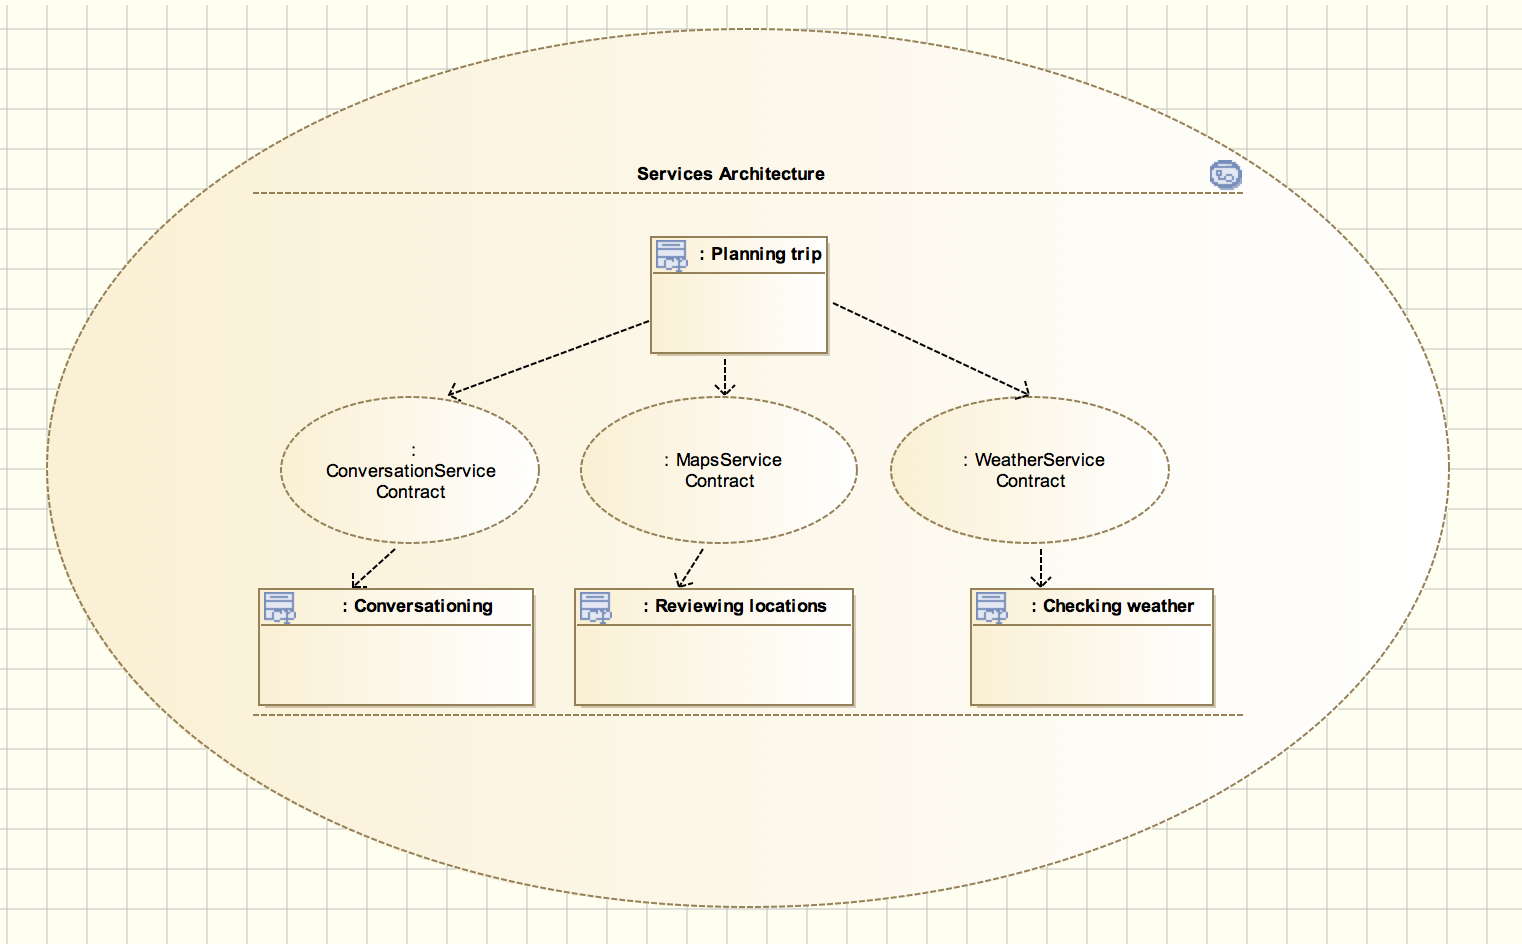 Services Architecture
: Planning trip
:
ConversationService
Contract
: MapsService
Contract
: WeatherService
Contract
: Conversationing
: Reviewing locations
: Checking weather